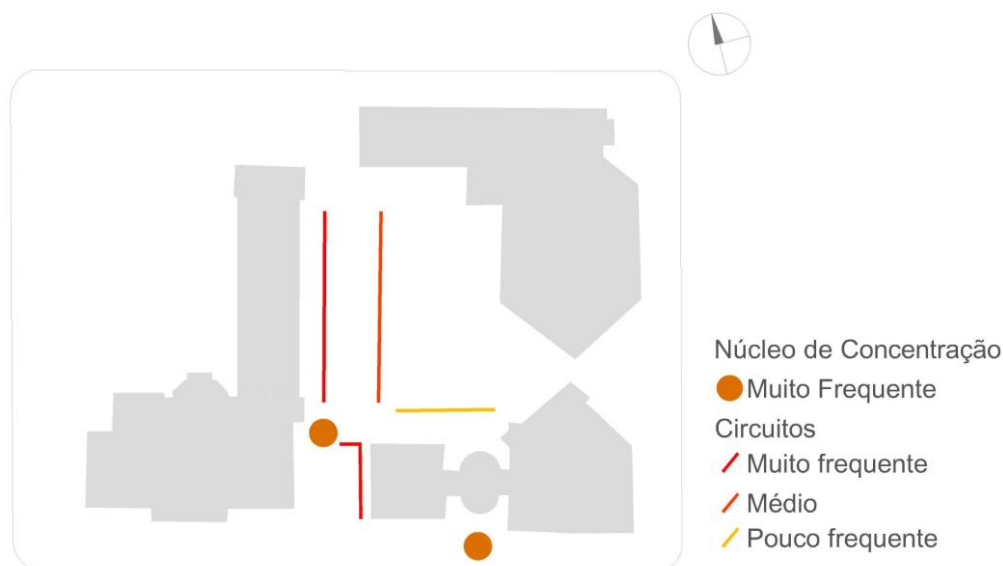 Núcleo de Concentração
Muito Frequente
Circuitos
Muito frequente
Médio
Pouco frequente